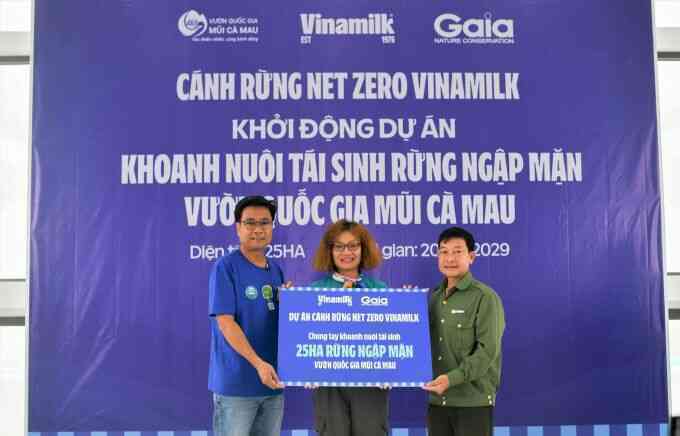 VƯỜN QUỐC GIA
MŨI CÀ MAU
Vinamilk
EST 1976
Gaia
NATURE CONSERVATION
CÁNH RỪNG NET ZERO VINAMILK
KHỞI ĐỘNG DỰ ÁN
KHOANH NUÔI TÁI SINH RỪNG NGẬP MẶN
VƯỜN QUỐC GIA MŨI CÀ MAU
Diện 25HA gian: 2029
Vinamilk Gaia
DỰ ÁN CÁNH RỪNG NET ZERO VINAMILK
Chung tay khoanh nuôi tái sinh
25HA RỪNG NGẬP MẶN
VƯỜN QUỐC GIA MŨI CÀ MAU